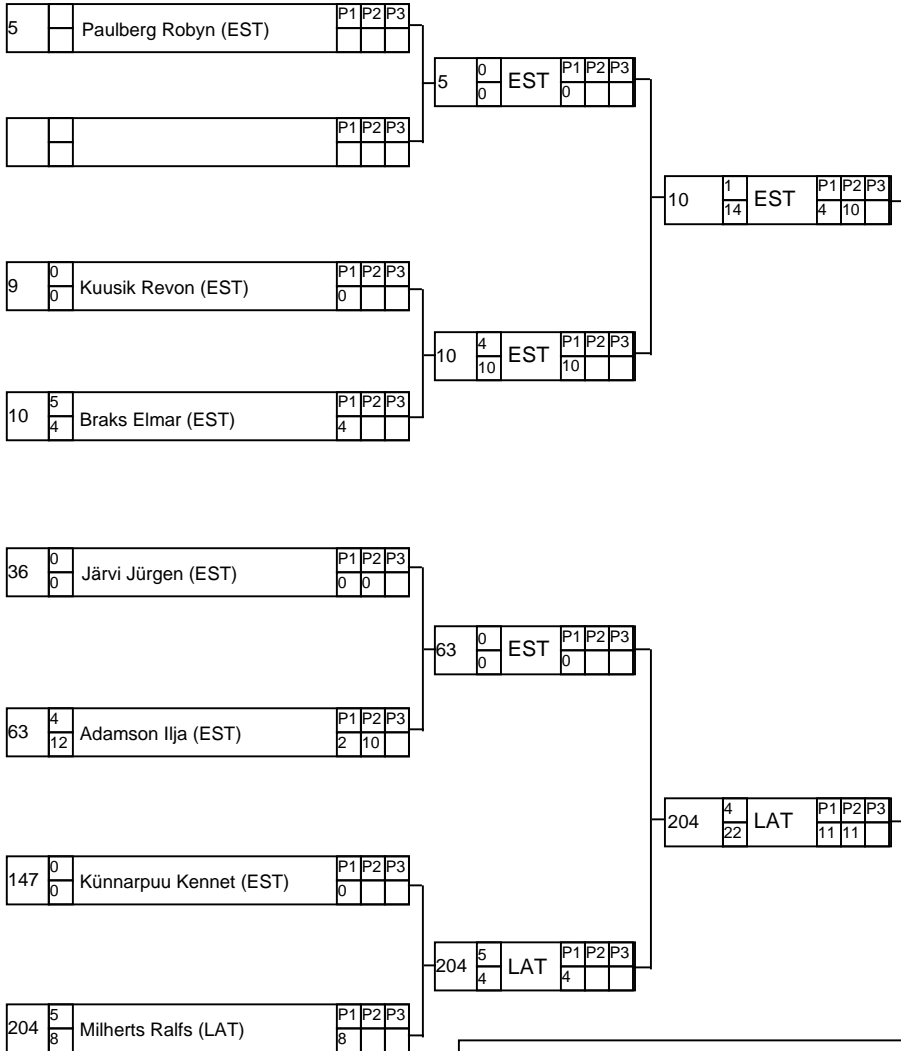 5 Paulberg Robyn (EST) P1 P2 P3
5 0 0 EST P1 P2 P3 0
P1 P2 P3
10 1 14 EST P1 P2 P3 4 10
9 0 0 Kuusik Revon (EST) P1 P2 P3 0
10 4 10 EST P1 P2 P3 10
10 5 4 Braks Elmar (EST) P1 P2 P3 4
36 0 0 Järvi Jürgen (EST) P1 P2 P3 0 0
63 0 0 EST P1 P2 P3 0
63 4 12 Adamson Ilja (EST) P1 P2 P3 2 10
204 4 22 LAT P1 P2 P3 11 11
147 0 0 Künnarpuu Kennet (EST) P1 P2 P3 0
204 5 4 LAT P1 P2 P3 4
204 5 8 Milherts Ralfs (LAT) P1 P2 P3 8